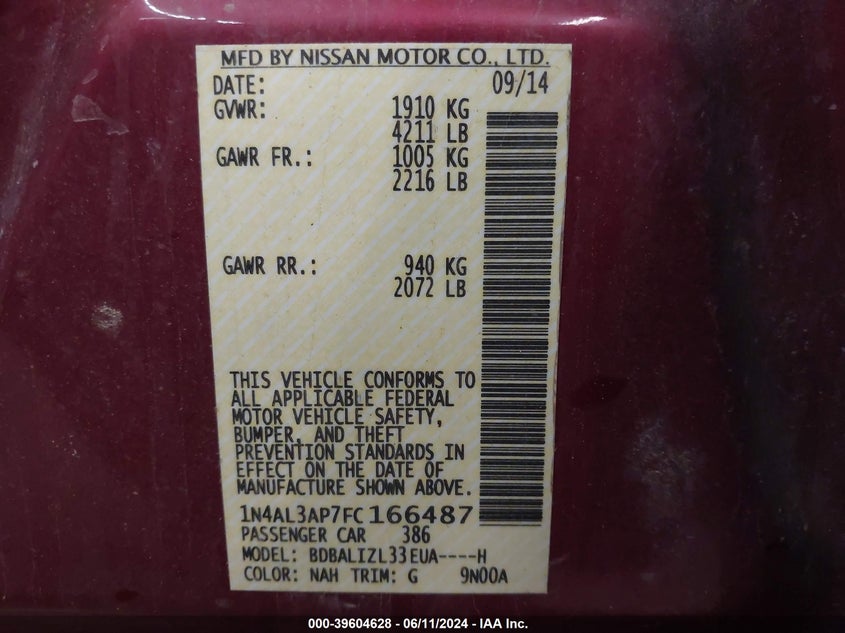 MFD BY NISSAN MOTOR CO., LTD.
DATE: 09/14
GVWR: 1910 KG
4211 LB
GAWR FR.: 1005 KG
2216 LB
GAWR RR.: 940 KG
2072 LB
THIS VEHICLE CONFORMS TO
ALL APPLICABLE FEDERAL
MOTOR VEHICLE SAFETY,
BUMPER, AND THEFT
PREVENTION STANDARDS IN
EFFECT ON THE DATE OF
MANUFACTURE SHOWN ABOVE.
1N4AL3AP7FC166487
PASSENGER CAR 386
MODEL: BDBALIZL33EUA----H
COLOR: NAH TRIM: G 9N00A
000-39604628 - 06/11/2024 - IAA Inc.